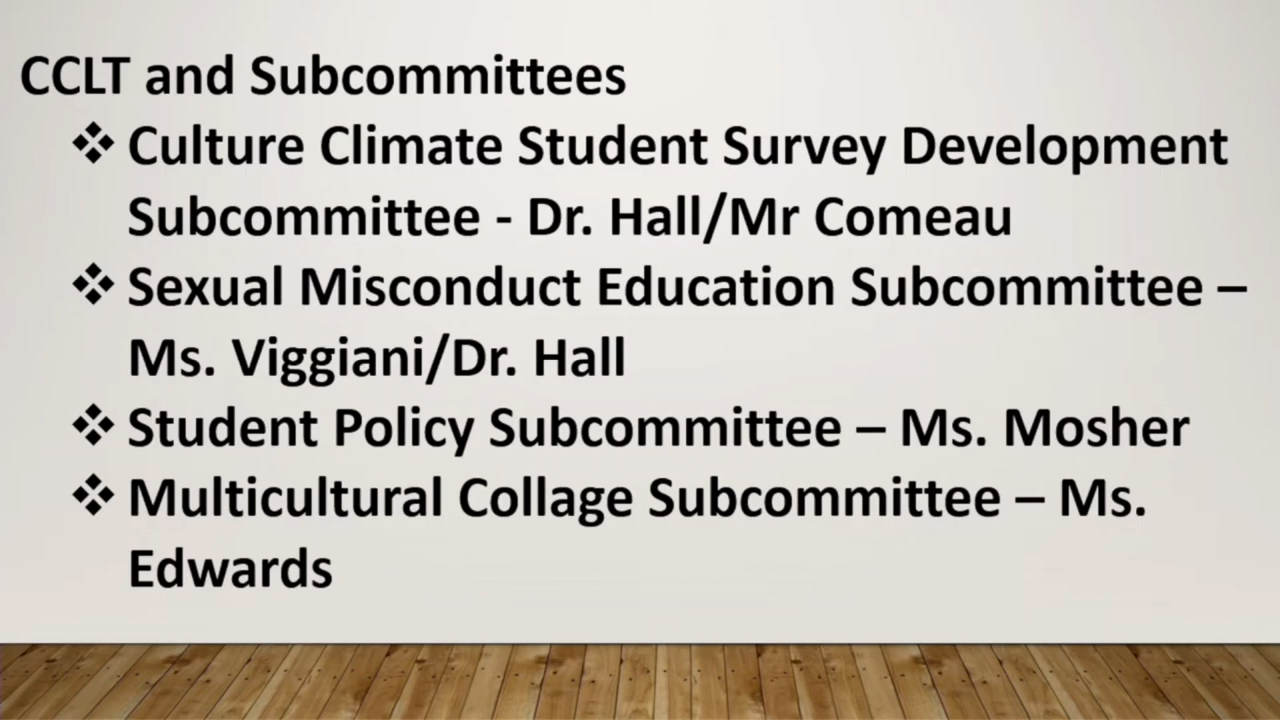 CCLT and Subcommittees
❖ Culture Climate Student Survey Development
Subcommittee - Dr. Hall/Mr Comeau
❖ Sexual Misconduct Education Subcommittee –
Ms. Viggiani/Dr. Hall
❖ Student Policy Subcommittee – Ms. Mosher
❖ Multicultural Collage Subcommittee – Ms.
Edwards